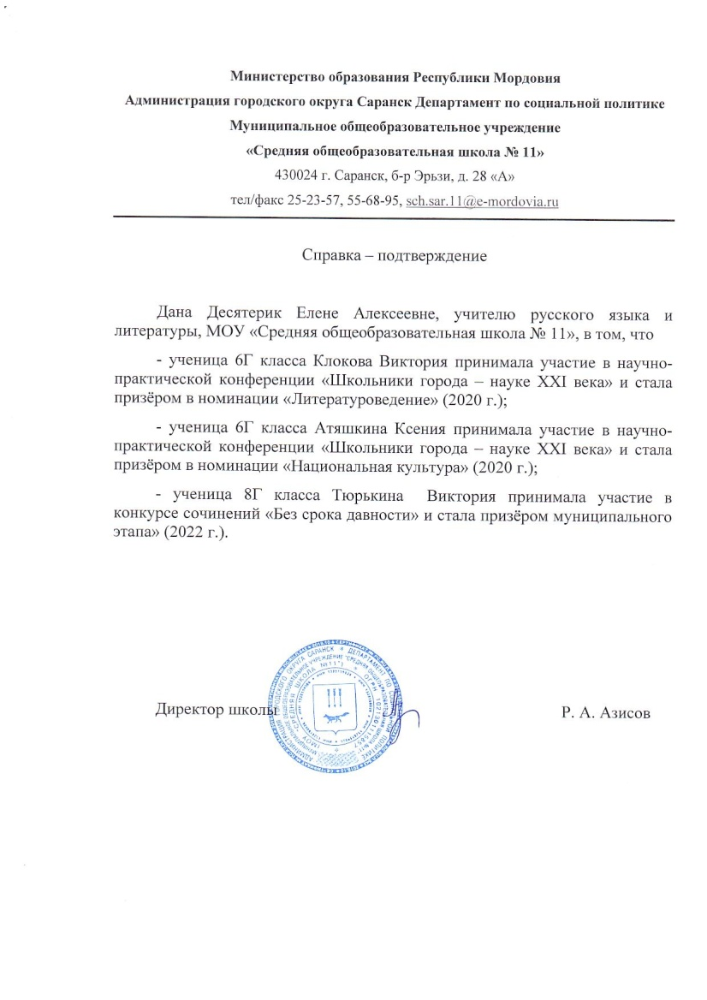 Министерство образования Республики Мордовия
Администрация городского округа Саранск Департамент по социальной политике
Муниципальное общеобразовательное учреждение
«Средняя общеобразовательная школа № 11»
430024 г. Саранск, б-р Эрьзи, д. 28 «А»
тел/факс 25-23-57, 55-68-95, sch.sar.11@e-mordovia.ru
Справка – подтверждение
Дана Десятерик Елене Алексеевне, учителю русского языка и
литературы, МОУ «Средняя общеобразовательная школа № 11», в том, что
- ученица 6Г класса Клокова Виктория принимала участие в научно-
практической конференции «Школьники города – науке XXI века» и стала
призёром в номинации «Литературоведение» (2020 г.);
- ученица 6Г класса Атяшкина Ксения принимала участие в научно-
практической конференции «Школьники города – науке XXI века» и стала
призёром в номинации «Национальная культура» (2020 г.);
- ученица 8Г класса Тюрькина Виктория принимала участие в
конкурсе сочинений «Без срока давности» и стала призёром муниципального
этапа» (2022 г.).
Директор школы
Р. А. Азисов